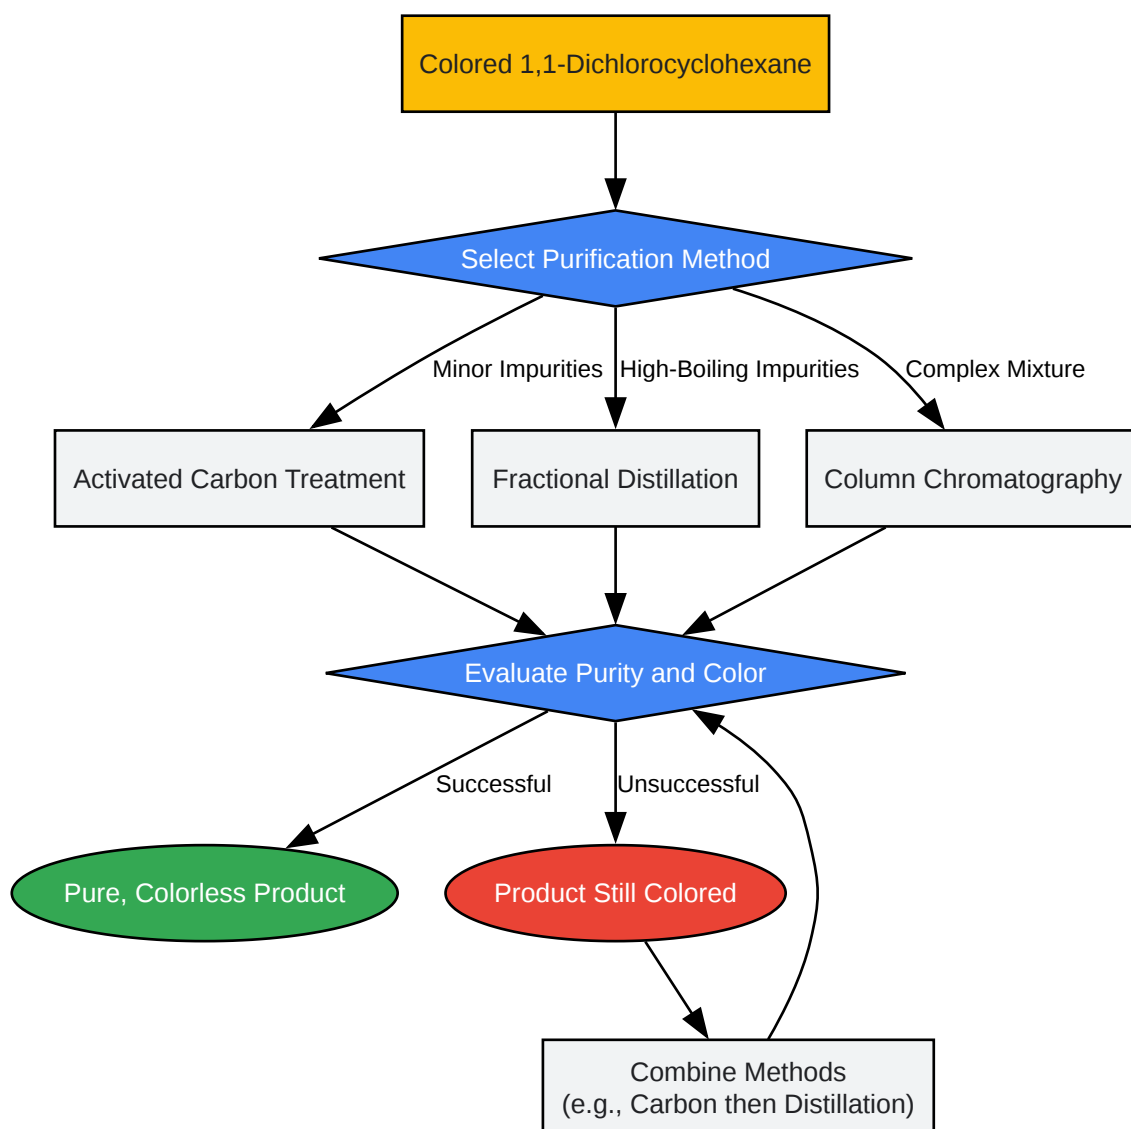 Colored 1,1-Dichlorocyclohexane
Select Purification Method
Minor Impurities
High-Boiling Impurities
Complex Mixture
Activated Carbon Treatment
Fractional Distillation
Column Chromatography
Evaluate Purity and Color
Successful
Unsuccessful
Pure, Colorless Product
Product Still Colored
Combine Methods
(e.g., Carbon then Distillation)